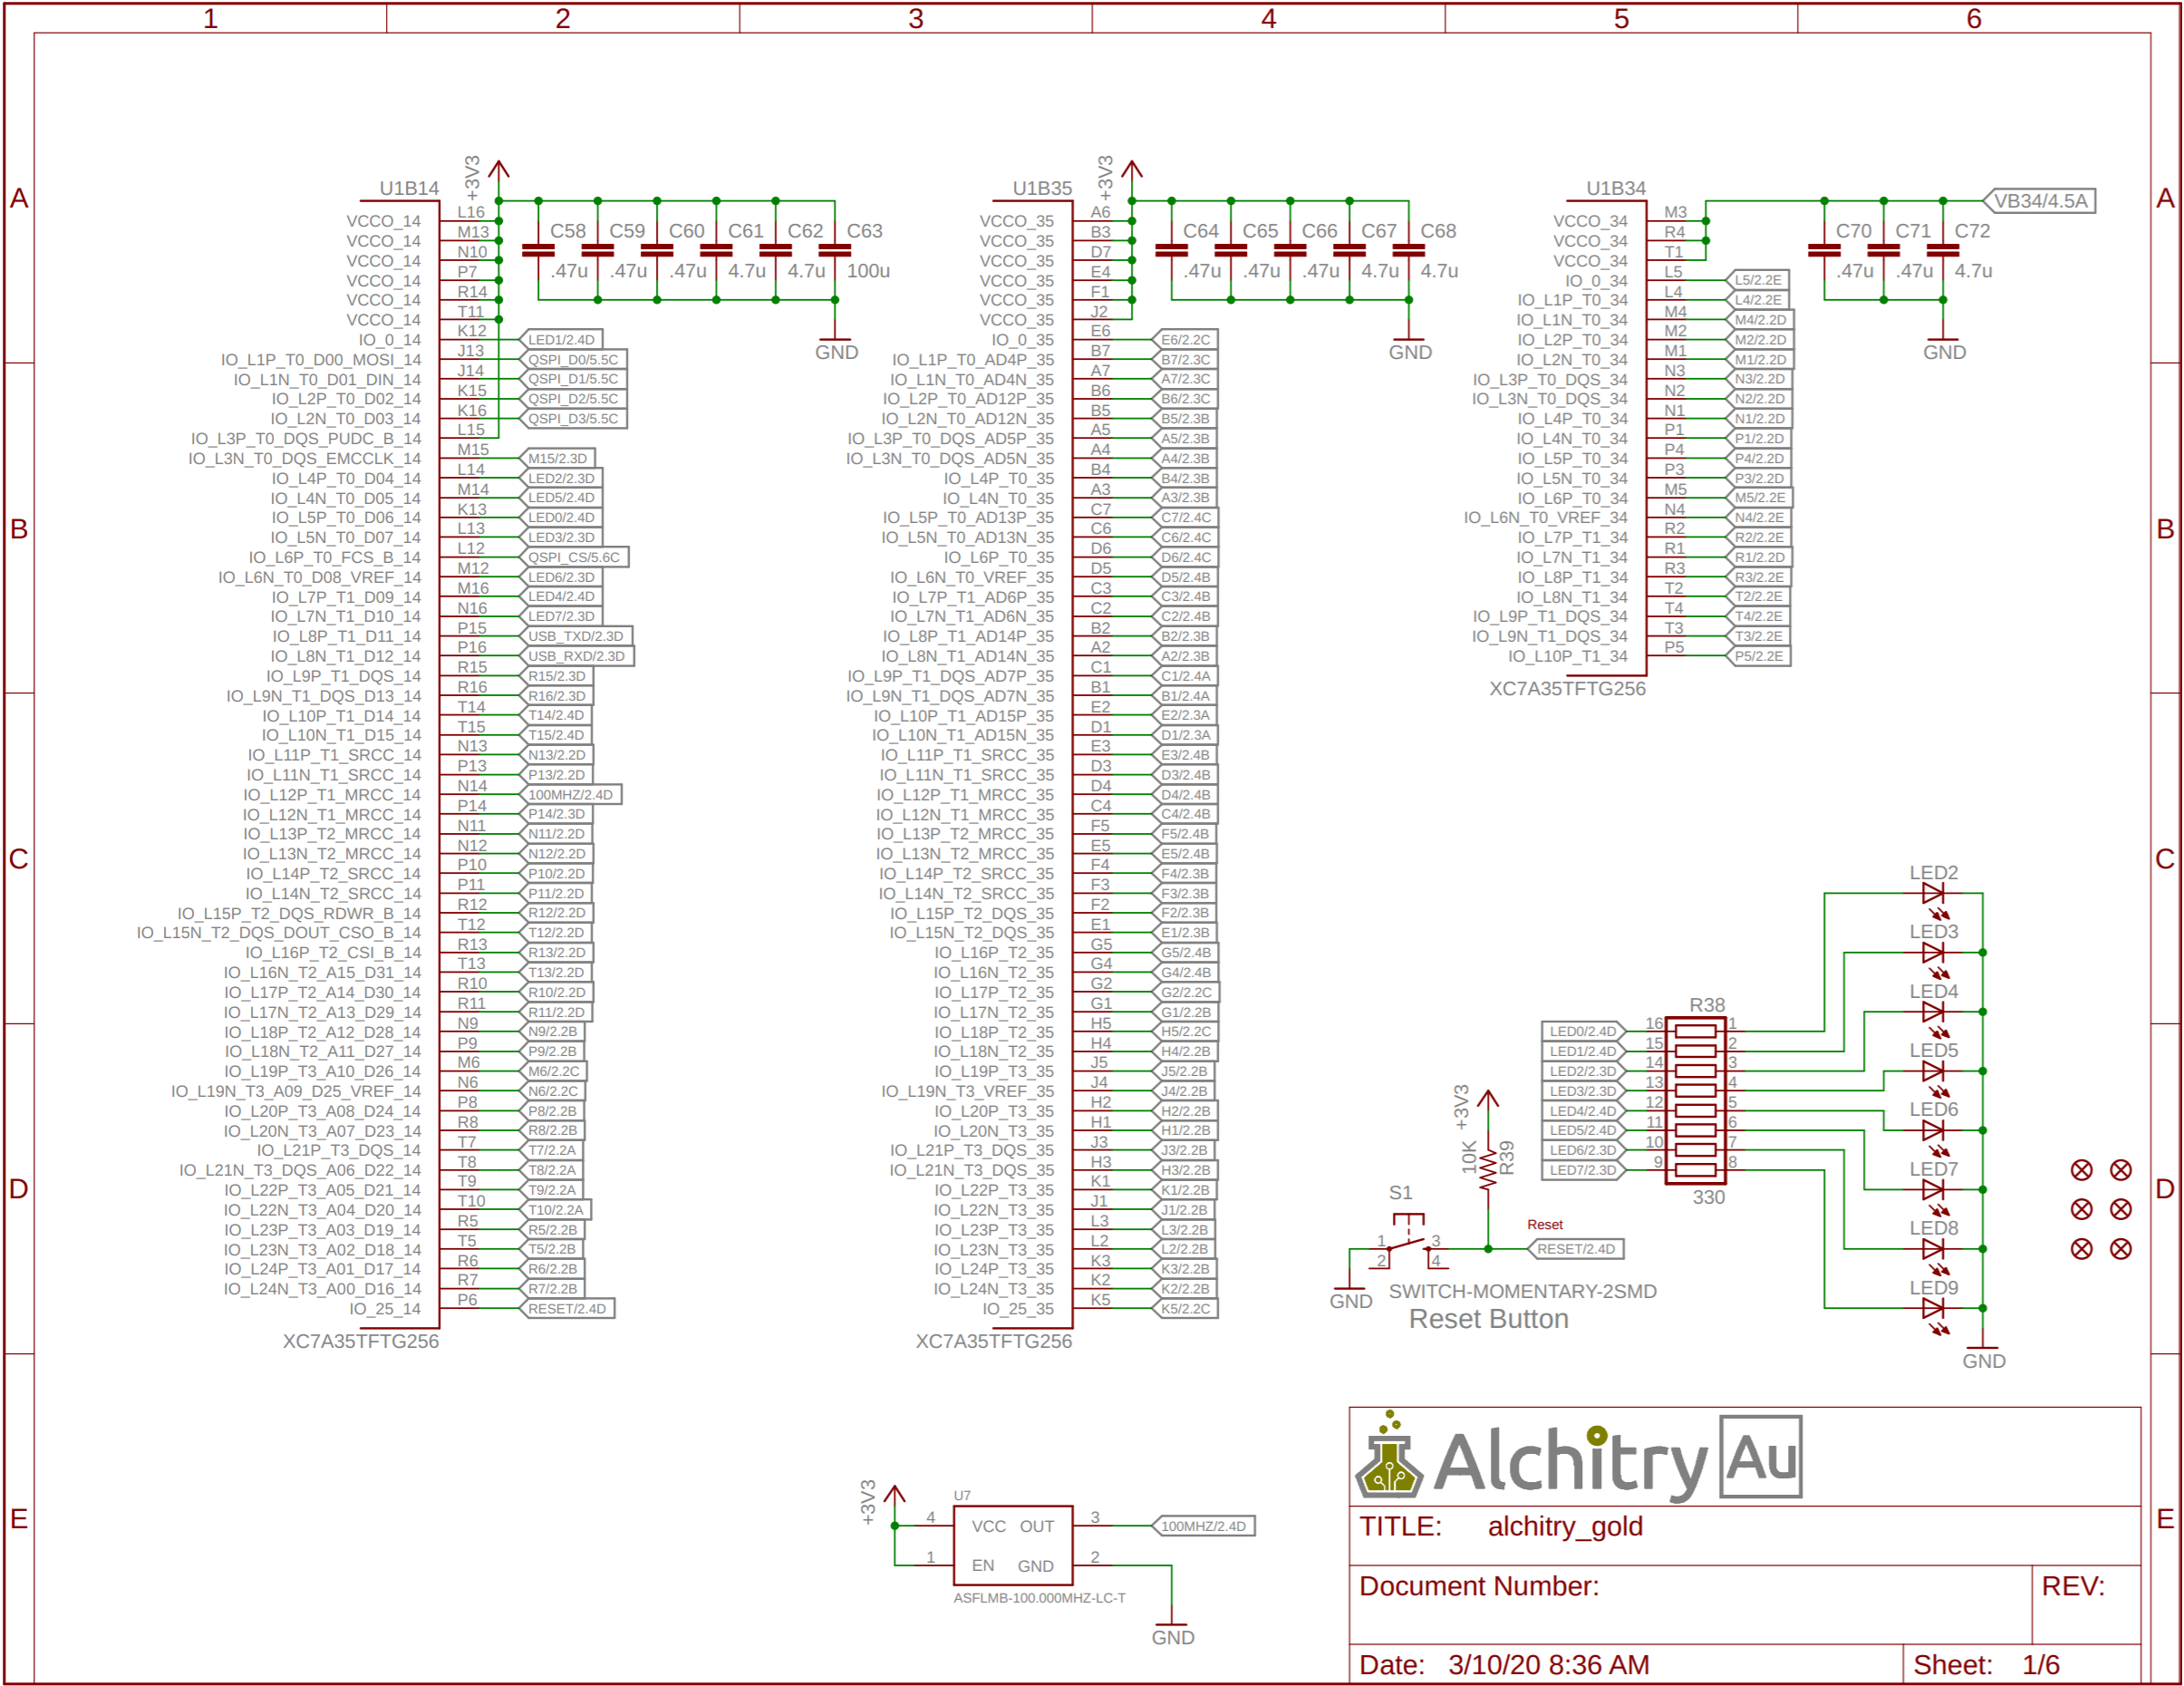 1 2 3 4 5 6
A A
B B
C C
D D
E E
U1B14
+3V3
VCCO_14 L16
VCCO_14 M13
VCCO_14 N10
VCCO_14 P7
VCCO_14 R14
VCCO_14 T11
IO_0_14 K12 LED1/2.4D
IO_L1P_T0_D00_MOSI_14 J13 QSPI_D0/5.5C
IO_L1N_T0_D01_DIN_14 J14 QSPI_D1/5.5C
IO_L2P_T0_D02_14 K15 QSPI_D2/5.5C
IO_L2N_T0_D03_14 K16 QSPI_D3/5.5C
IO_L3P_T0_DQS_PUDC_B_14 L15
IO_L3N_T0_DQS_EMCCLK_14 M15 M15/2.3D
IO_L4P_T0_D04_14 L14 LED2/2.3D
IO_L4N_T0_D05_14 M14 LED5/2.4D
IO_L5P_T0_D06_14 K13 LED0/2.4D
IO_L5N_T0_D07_14 L13 LED3/2.3D
IO_L6P_T0_FCS_B_14 L12 QSPI_CS/5.6C
IO_L6N_T0_D08_VREF_14 M12 LED6/2.3D
IO_L7P_T1_D09_14 M16 LED4/2.4D
IO_L7N_T1_D10_14 N16 LED7/2.3D
IO_L8P_T1_D11_14 P15 USB_TXD/2.3D
IO_L8N_T1_D12_14 P16 USB_RXD/2.3D
IO_L9P_T1_DQS_14 R15 R15/2.3D
IO_L9N_T1_DQS_D13_14 R16 R16/2.3D
IO_L10P_T1_D14_14 T14 T14/2.4D
IO_L10N_T1_D15_14 T15 T15/2.4D
IO_L11P_T1_SRCC_14 N13 N13/2.2D
IO_L11N_T1_SRCC_14 P13 P13/2.2D
IO_L12P_T1_MRCC_14 N14 100MHZ/2.4D
IO_L12N_T1_MRCC_14 P14 P14/2.3D
IO_L13P_T2_MRCC_14 N11 N11/2.2D
IO_L13N_T2_MRCC_14 N12 N12/2.2D
IO_L14P_T2_SRCC_14 P10 P10/2.2D
IO_L14N_T2_SRCC_14 P11 P11/2.2D
IO_L15P_T2_DQS_RDWR_B_14 R12 R12/2.2D
IO_L15N_T2_DQS_DOUT_CSO_B_14 T12 T12/2.2D
IO_L16P_T2_CSI_B_14 R13 R13/2.2D
IO_L16N_T2_A15_D31_14 T13 T13/2.2D
IO_L17P_T2_A14_D30_14 R10 R10/2.2D
IO_L17N_T2_A13_D29_14 R11 R11/2.2D
IO_L18P_T2_A12_D28_14 N9 N9/2.2B
IO_L18N_T2_A11_D27_14 P9 P9/2.2B
IO_L19P_T3_A10_D26_14 M6 M6/2.2C
IO_L19N_T3_A09_D25_VREF_14 N6 N6/2.2C
IO_L20P_T3_A08_D24_14 P8 P8/2.2B
IO_L20N_T3_A07_D23_14 R8 R8/2.2B
IO_L21P_T3_DQS_14 T7 T7/2.2A
IO_L21N_T3_DQS_A06_D22_14 T8 T8/2.2A
IO_L22P_T3_A05_D21_14 T9 T9/2.2A
IO_L22N_T3_A04_D20_14 T10 T10/2.2A
IO_L23P_T3_A03_D19_14 R5 R5/2.2B
IO_L23N_T3_A02_D18_14 T5 T5/2.2B
IO_L24P_T3_A01_D17_14 R6 R6/2.2B
IO_L24N_T3_A00_D16_14 R7 R7/2.2B
IO_25_14 P6 RESET/2.4D
XC7A35TFTG256
C58 C59 C60 C61 C62 C63
.47u .47u .47u 4.7u 4.7u 100u
GND
U1B35
+3V3
VCCO_35 A6
VCCO_35 B3
VCCO_35 D7
VCCO_35 E4
VCCO_35 F1
VCCO_35 J2
IO_0_35 E6 E6/2.2C
IO_L1P_T0_AD4P_35 B7 B7/2.3C
IO_L1N_T0_AD4N_35 A7 A7/2.3C
IO_L2P_T0_AD12P_35 B6 B6/2.3C
IO_L2N_T0_AD12N_35 B5 B5/2.3B
IO_L3P_T0_DQS_AD5P_35 A5 A5/2.3B
IO_L3N_T0_DQS_AD5N_35 A4 A4/2.3B
IO_L4P_T0_35 B4 B4/2.3B
IO_L4N_T0_35 A3 A3/2.3B
IO_L5P_T0_AD13P_35 C7 C7/2.4C
IO_L5N_T0_AD13N_35 C6 C6/2.4C
IO_L6P_T0_35 D6 D6/2.4C
IO_L6N_T0_VREF_35 D5 D5/2.4B
IO_L7P_T1_AD6P_35 C3 C3/2.4B
IO_L7N_T1_AD6N_35 C2 C2/2.4B
IO_L8P_T1_AD14P_35 B2 B2/2.3B
IO_L8N_T1_AD14N_35 A2 A2/2.3B
IO_L9P_T1_DQS_AD7P_35 C1 C1/2.4A
IO_L9N_T1_DQS_AD7N_35 B1 B1/2.4A
IO_L10P_T1_AD15P_35 E2 E2/2.3A
IO_L10N_T1_AD15N_35 D1 D1/2.3A
IO_L11P_T1_SRCC_35 E3 E3/2.4B
IO_L11N_T1_SRCC_35 D3 D3/2.4B
IO_L12P_T1_MRCC_35 D4 D4/2.4B
IO_L12N_T1_MRCC_35 C4 C4/2.4B
IO_L13P_T2_MRCC_35 F5 F5/2.4B
IO_L13N_T2_MRCC_35 E5 E5/2.4B
IO_L14P_T2_SRCC_35 F4 F4/2.3B
IO_L14N_T2_SRCC_35 F3 F3/2.3B
IO_L15P_T2_DQS_35 F2 F2/2.3B
IO_L15N_T2_DQS_35 E1 E1/2.3B
IO_L16P_T2_35 G5 G5/2.4B
IO_L16N_T2_35 G4 G4/2.4B
IO_L17P_T2_35 G2 G2/2.2C
IO_L17N_T2_35 G1 G1/2.2B
IO_L18P_T2_35 H5 H5/2.2C
IO_L18N_T2_35 H4 H4/2.2B
IO_L19P_T3_35 J5 J5/2.2B
IO_L19N_T3_VREF_35 J4 J4/2.2B
IO_L20P_T3_35 H2 H2/2.2B
IO_L20N_T3_35 H1 H1/2.2B
IO_L21P_T3_DQS_35 J3 J3/2.2B
IO_L21N_T3_DQS_35 H3 H3/2.2B
IO_L22P_T3_35 K1 K1/2.2B
IO_L22N_T3_35 J1 J1/2.2B
IO_L23P_T3_35 L3 L3/2.2B
IO_L23N_T3_35 L2 L2/2.2B
IO_L24P_T3_35 K3 K3/2.2B
IO_L24N_T3_35 K2 K2/2.2B
IO_25_35 K5 K5/2.2C
XC7A35TFTG256
C64 C65 C66 C67 C68
.47u .47u .47u 4.7u 4.7u
GND
U1B34
VCCO_34 M3
VCCO_34 R4
VCCO_34 T1
IO_0_34 L5 L5/2.2E
IO_L1P_T0_34 L4 L4/2.2E
IO_L1N_T0_34 M4 M4/2.2D
IO_L2P_T0_34 M2 M2/2.2D
IO_L2N_T0_34 M1 M1/2.2D
IO_L3P_T0_DQS_34 N3 N3/2.2D
IO_L3N_T0_DQS_34 N2 N2/2.2D
IO_L4P_T0_34 N1 N1/2.2D
IO_L4N_T0_34 P1 P1/2.2D
IO_L5P_T0_34 P4 P4/2.2D
IO_L5N_T0_34 P3 P3/2.2D
IO_L6P_T0_34 M5 M5/2.2E
IO_L6N_T0_VREF_34 N4 N4/2.2E
IO_L7P_T1_34 R2 R2/2.2E
IO_L7N_T1_34 R1 R1/2.2D
IO_L8P_T1_34 R3 R3/2.2E
IO_L8N_T1_34 T2 T2/2.2E
IO_L9P_T1_DQS_34 T4 T4/2.2E
IO_L9N_T1_DQS_34 T3 T3/2.2E
IO_L10P_T1_34 P5 P5/2.2E
XC7A35TFTG256
VB34/4.5A
C70 C71 C72
.47u .47u 4.7u
GND
R38
LED0/2.4D 16 1 LED2
LED1/2.4D 15 2 LED3
LED2/2.3D 14 3 LED4
LED3/2.3D 13 4 LED5
LED4/2.4D 12 5 LED6
LED5/2.4D 11 6 LED7
LED6/2.3D 10 7 LED8
LED7/2.3D 9 8 LED9
330
GND
+3V3
10K R39
S1
1 3
2 4
Reset
RESET/2.4D
GND
SWITCH-MOMENTARY-2SMD
Reset Button
+3V3
U7
4 VCC OUT 3 100MHZ/2.4D
1 EN GND 2
ASFLMB-100.000MHZ-LC-T
GND
Alchitry Au
TITLE: alchitry_gold
Document Number: REV:
Date: 3/10/20 8:36 AM Sheet: 1/6